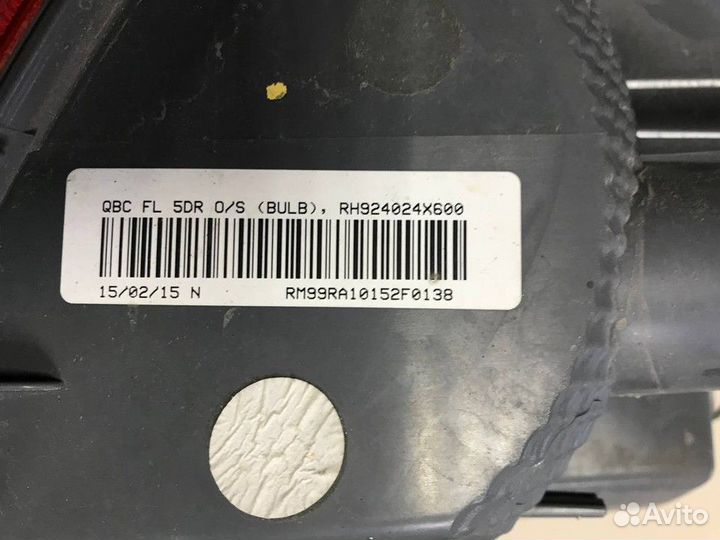 QBC FL 5DR O/S (BULB), RH924024X600
15/02/15 N RM99RA10152F0138
Avito